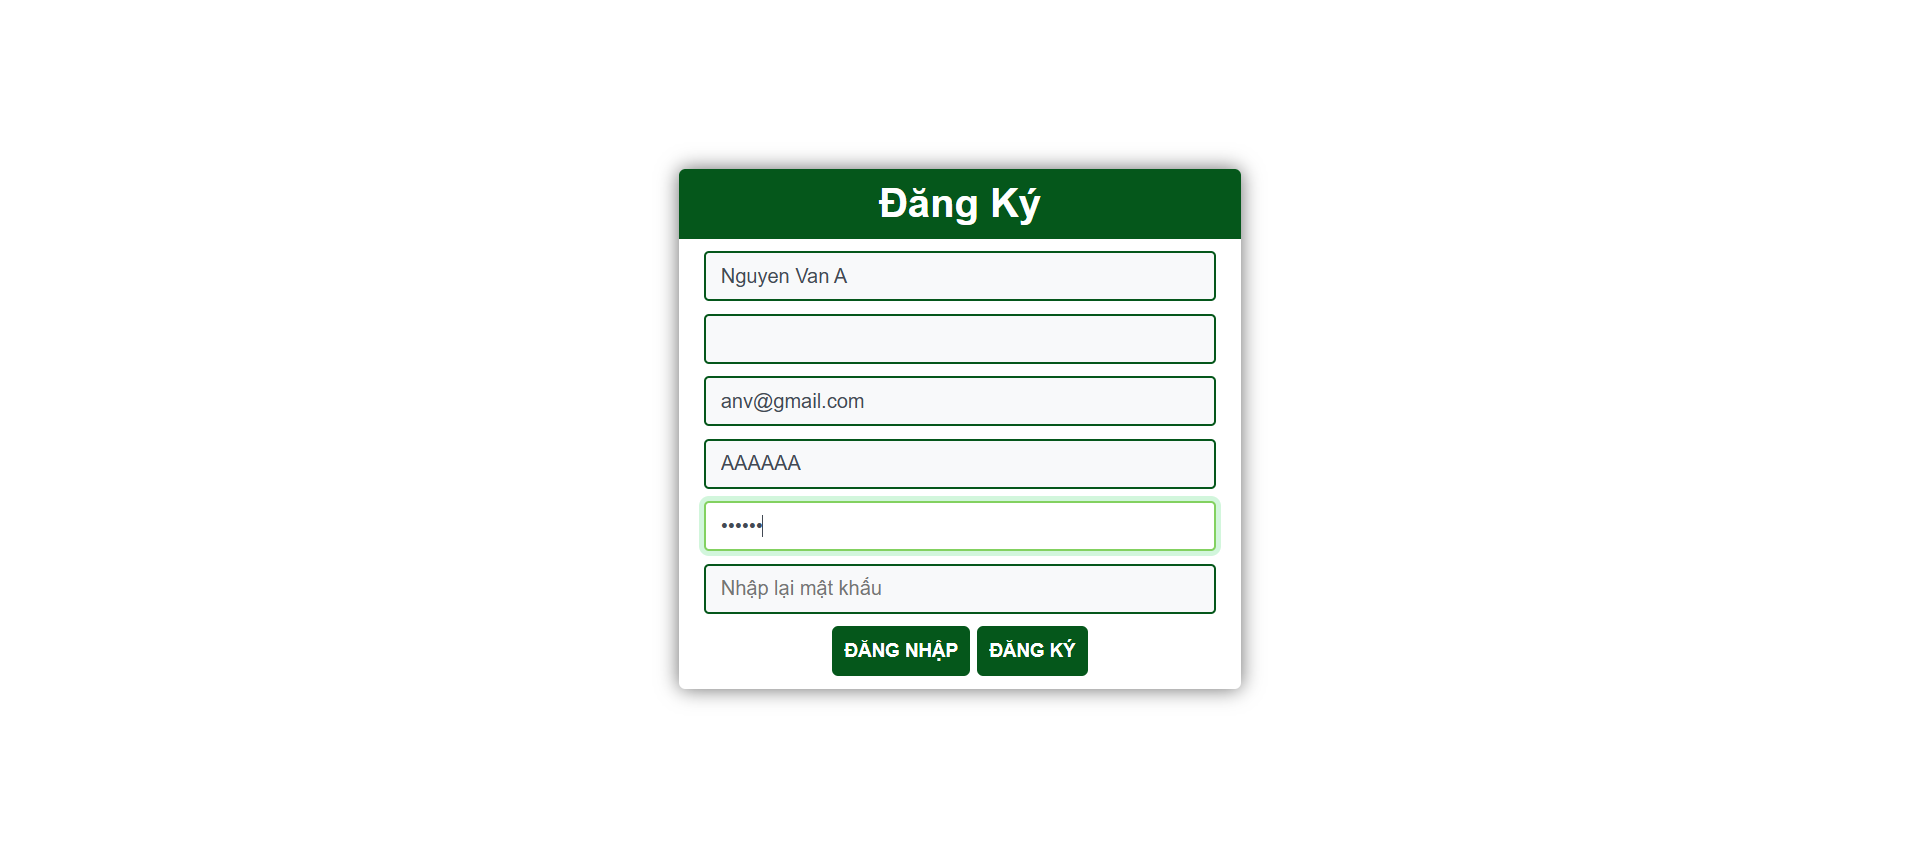 Đăng Ký
Nguyen Van A
anv@gmail.com
AAAAAA
••••••
Nhập lại mật khẩu
ĐĂNG NHẬP ĐĂNG KÝ